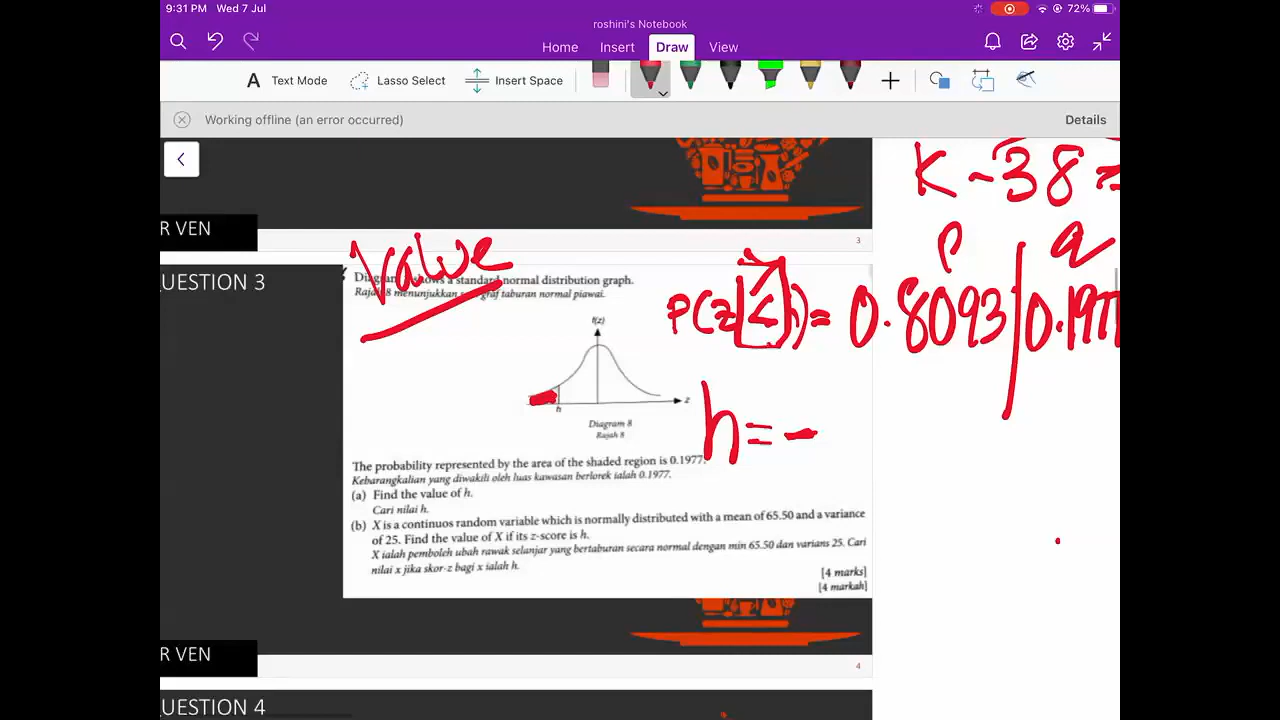 9:31 PM Wed 7 Jul
72%
roshini's Notebook
Home Insert Draw View
Text Mode Lasso Select Insert Space
Working offline (an error occurred) Details
K - 38 =
R VEN
3
Value
P q
QUESTION 3
Diagram 8 shows a standard normal distribution graph.
Rajah 8 menunjukkan graf taburan normal piawai.
P(z < h) = 0.8093 0.1977
f(z)
z
h
Diagram 8
Rajah 8
h = -
The probability represented by the area of the shaded region is 0.1977.
Kebarangkalian yang diwakili oleh luas kawasan berlorek ialah 0.1977.
(a) Find the value of h.
Cari nilai h.
(b) X is a continuos random variable which is normally distributed with a mean of 65.50 and a variance
of 25. Find the value of X if its z-score is h.
X ialah pemboleh ubah rawak selanjar yang bertaburan secara normal dengan min 65.50 dan varians 25. Cari
nilai x jika skor-z bagi x ialah h.
[4 marks]
[4 markah]
R VEN
4
UESTION 4